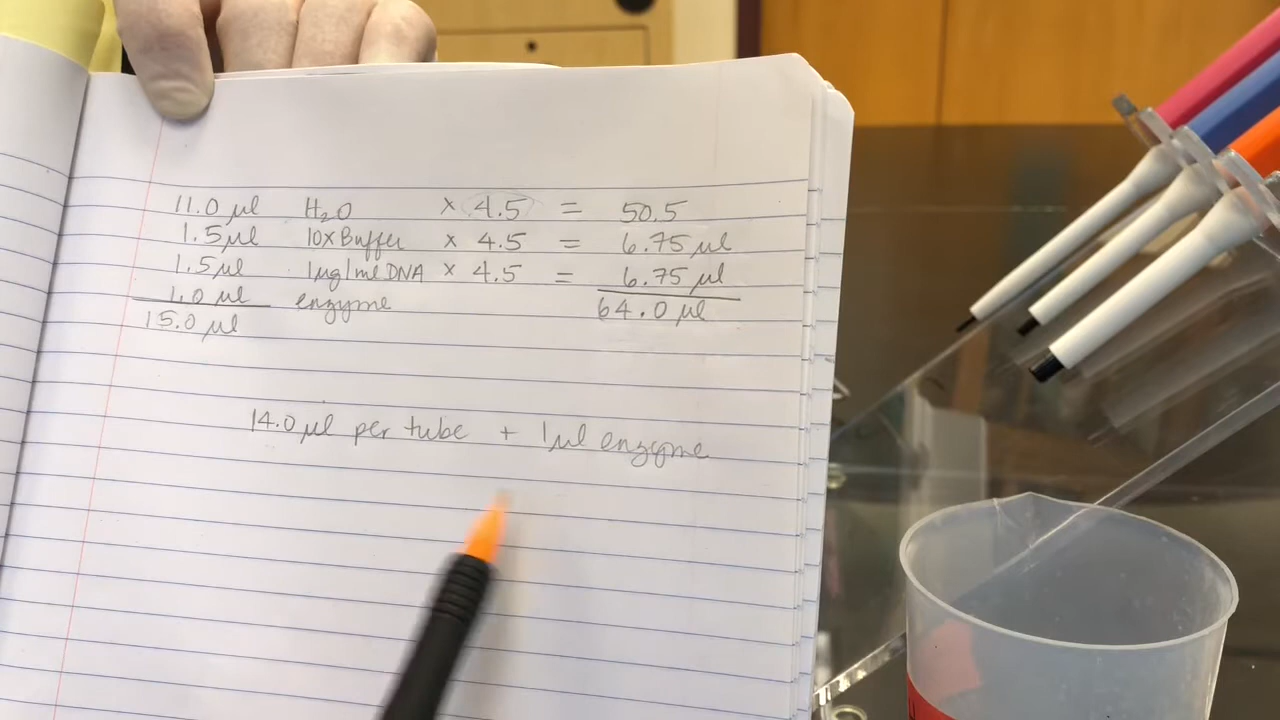 11.0 µl H₂O × 4.5 = 50.5
1.5 µl 10x Buffer × 4.5 = 6.75 µl
1.5 µl 1µg/ml DNA × 4.5 = 6.75 µl
1.0 µl enzyme 64.0 µl
15.0 µl
14.0 µl per tube + 1 µl enzyme